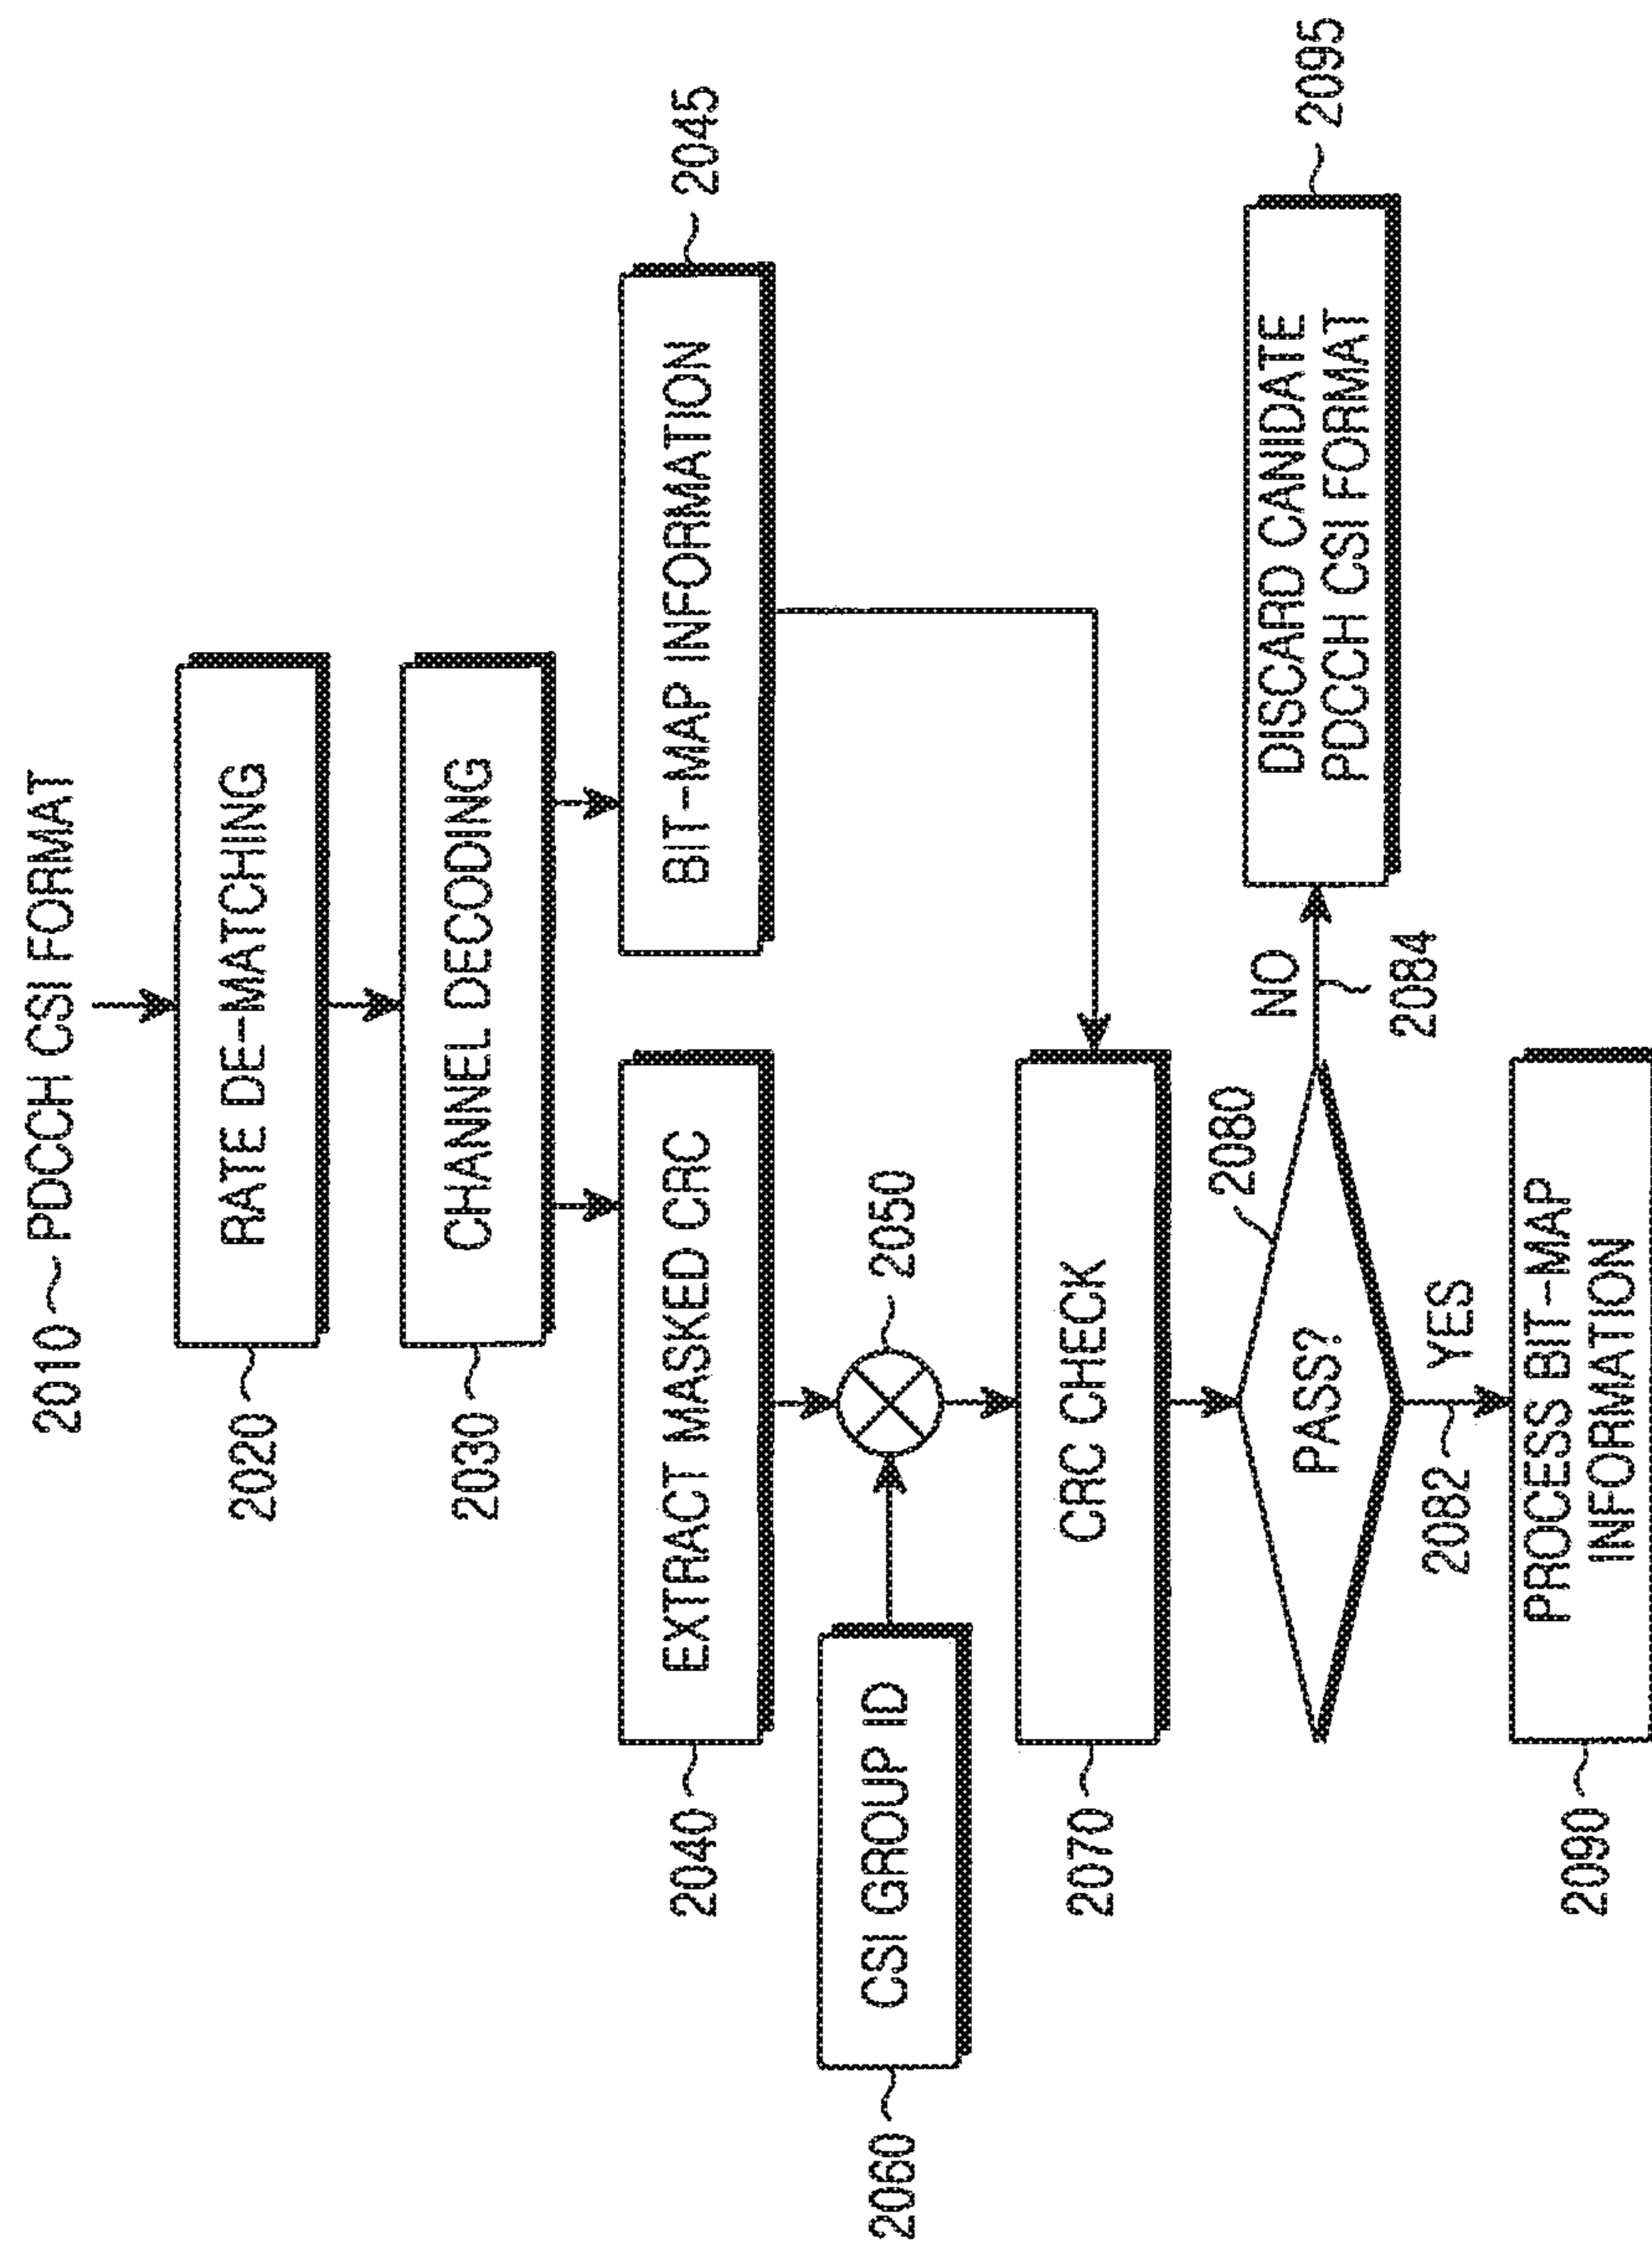 2010 PDCCH CSI FORMAT
2020
RATE DE-MATCHING
2030
CHANNEL DECODING
2040
EXTRACT MASKED CRC
BIT-MAP INFORMATION
2045
2060
CSI GROUP ID
2050
2070
CRC CHECK
2080
PASS?
NO
2084
DISCARD CANDIDATE
PDCCH CSI FORMAT
2095
2082
YES
2090
PROCESS BIT-MAP
INFORMATION